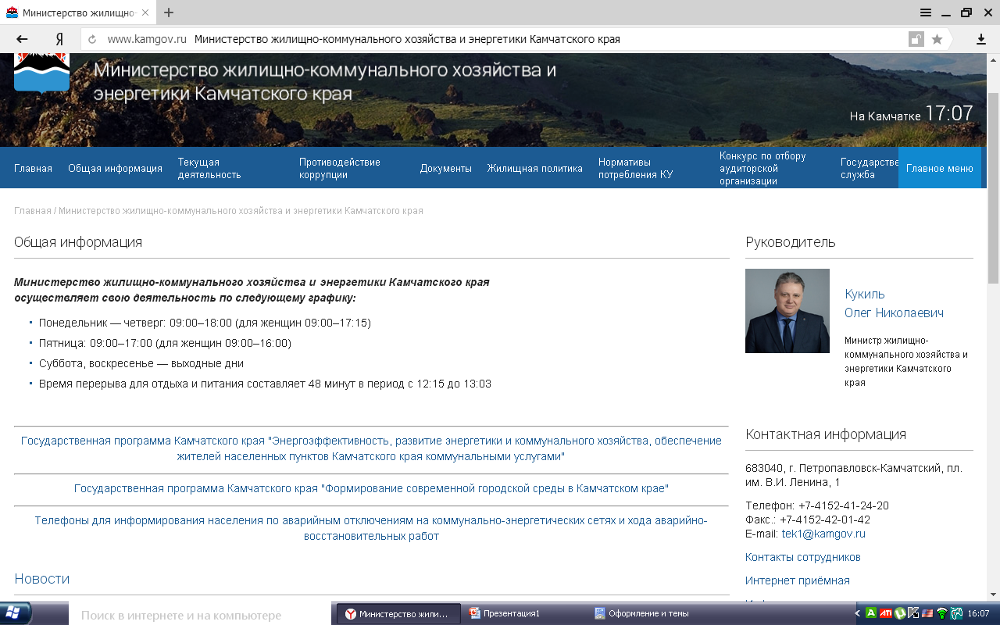 Министерство жилищно-
www.kamgov.ru Министерство жилищно-коммунального хозяйства и энергетики Камчатского края
Министерство жилищно-коммунального хозяйства и
энергетики Камчатского края
На Камчатке 17:07
Главная
Общая информация
Текущая
деятельность
Противодействие
коррупции
Документы
Жилищная политика
Нормативы
потребления КУ
Конкурс по отбору
аудиторской
организации
Государстве
служба
Главное меню
Главная / Министерство жилищно-коммунального хозяйства и энергетики Камчатского края
Общая информация
Министерство жилищно-коммунального хозяйства и энергетики Камчатского края
осуществляет свою деятельность по следующему графику:
• Понедельник — четверг: 09:00–18:00 (для женщин 09:00–17:15)
• Пятница: 09:00–17:00 (для женщин 09:00–16:00)
• Суббота, воскресенье — выходные дни
• Время перерыва для отдыха и питания составляет 48 минут в период с 12:15 до 13:03
Государственная программа Камчатского края "Энергоэффективность, развитие энергетики и коммунального хозяйства, обеспечение
жителей населенных пунктов Камчатского края коммунальными услугами"
Государственная программа Камчатского края "Формирование современной городской среды в Камчатском крае"
Телефоны для информирования населения по аварийным отключениям на коммунально-энергетических сетях и хода аварийно-
восстановительных работ
Новости
Руководитель
Кукиль
Олег Николаевич
Министр жилищно-
коммунального хозяйства и
энергетики Камчатского
края
Контактная информация
683040, г. Петропавловск-Камчатский, пл.
им. В.И. Ленина, 1
Телефон: +7-4152-41-24-20
Факс.: +7-4152-42-01-42
E-mail: tek1@kamgov.ru
Контакты сотрудников
Интернет приёмная
Поиск в интернете и на компьютере
Министерство жили...
Презентация1
Оформление и темы
16:07